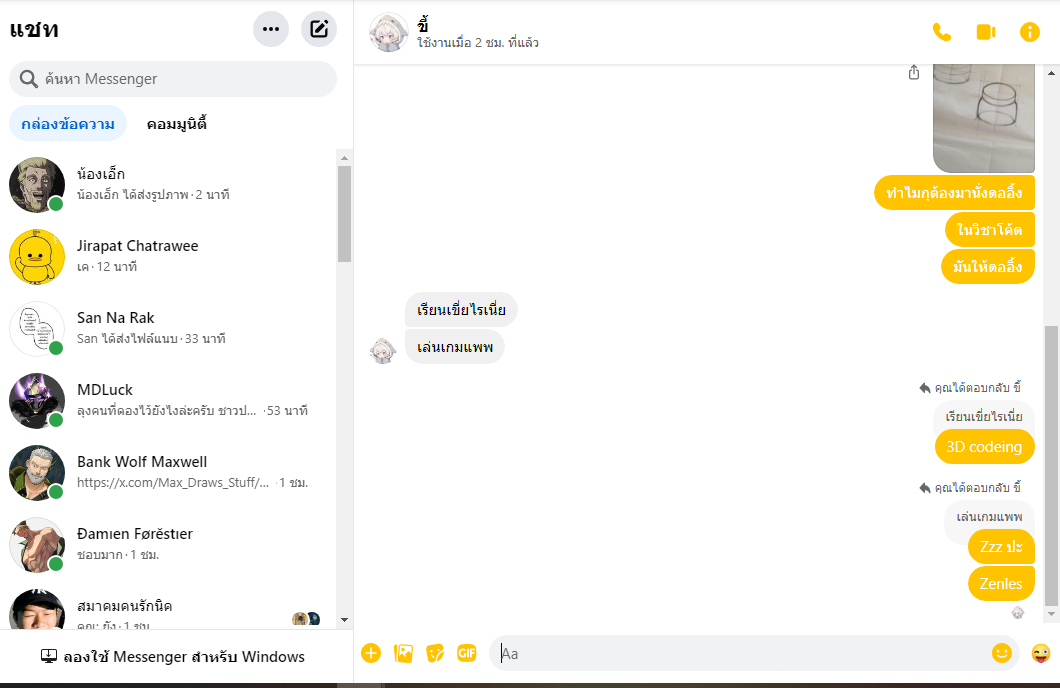 แชท
ค้นหา Messenger
กล่องข้อความ
คอมมูนิตี้
น้องเอ็ก
น้องเอ็ก ได้ส่งรูปภาพ · 2 นาที
Jirapat Chatrawee
เค · 12 นาที
San Na Rak
San ได้ส่งไฟล์แนบ · 33 นาที
MDLuck
ลุงคนที่ดองไว้ยังไงล่ะครับ ชาวป... · 53 นาที
Bank Wolf Maxwell
https://x.com/Max_Draws_Stuff/... · 1 ชม.
Đamıen Førĕstıer
ชอบมาก · 1 ชม.
สมาคมคนรักนิค
คุณ: ยัง · 1 ชม.
ลองใช้ Messenger สำหรับ Windows
ขี้
ใช้งานเมื่อ 2 ชม. ที่แล้ว
ทำไมกุต้องมานั่งดออิ้ง
ในวิชาโค้ด
มันให้ดออิ้ง
เรียนเขี่ยไรเนี่ย
เล่นเกมแพพ
คุณได้ตอบกลับ ขี้
เรียนเขี่ยไรเนี่ย
3D codeing
คุณได้ตอบกลับ ขี้
เล่นเกมแพพ
Zzz ปะ
Zenles
GIF
Aa